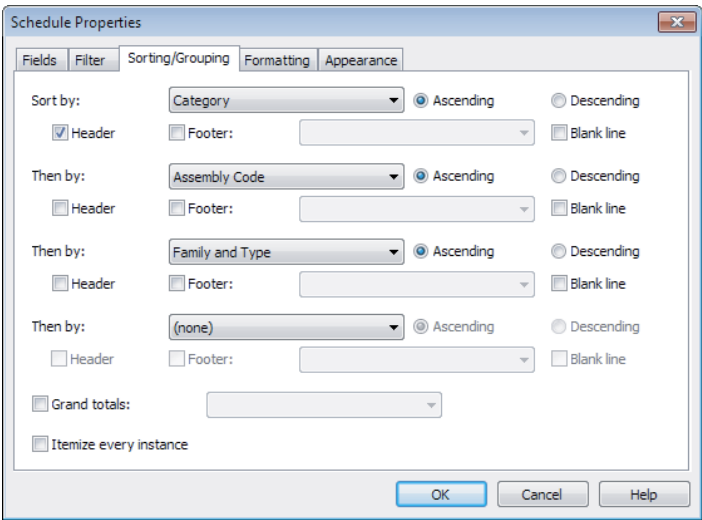 Schedule Properties
Fields Filter Sorting/Grouping Formatting Appearance
Sort by: Category Ascending Descending
Header Footer: Blank line
Then by: Assembly Code Ascending Descending
Header Footer: Blank line
Then by: Family and Type Ascending Descending
Header Footer: Blank line
Then by: (none) Ascending Descending
Header Footer: Blank line
Grand totals:
Itemize every instance
OK Cancel Help